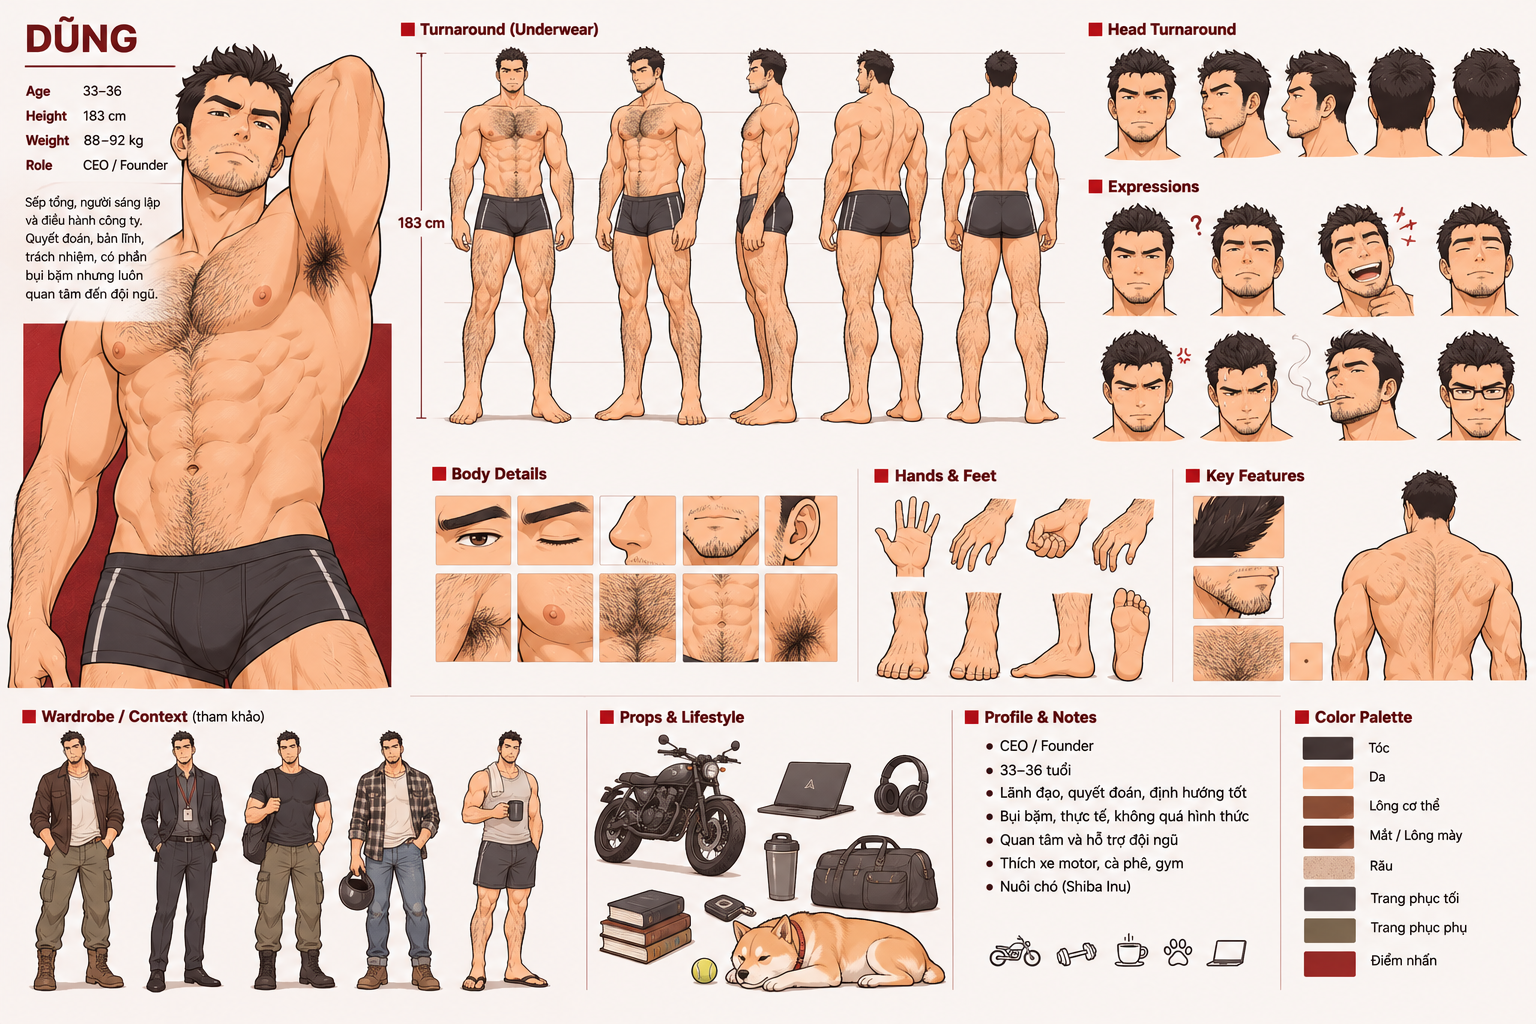 DŨNG
Age 33–36
Height 183 cm
Weight 88–92 kg
Role CEO / Founder
Sếp tổng, người sáng lập
và điều hành công ty.
Quyết đoán, bản lĩnh,
trách nhiệm, có phần
bụi bặm nhưng luôn
quan tâm đến đội ngũ.
Turnaround (Underwear)
183 cm
Head Turnaround
Expressions
?
Body Details
Hands & Feet
Key Features
Wardrobe / Context (tham khảo)
Props & Lifestyle
Profile & Notes
• CEO / Founder
• 33–36 tuổi
• Lãnh đạo, quyết đoán, định hướng tốt
• Bụi bặm, thực tế, không quá hình thức
• Quan tâm và hỗ trợ đội ngũ
• Thích xe motor, cà phê, gym
• Nuôi chó (Shiba Inu)
Color Palette
Tóc
Da
Lông cơ thể
Mắt / Lông mày
Râu
Trang phục tối
Trang phục phụ
Điểm nhấn